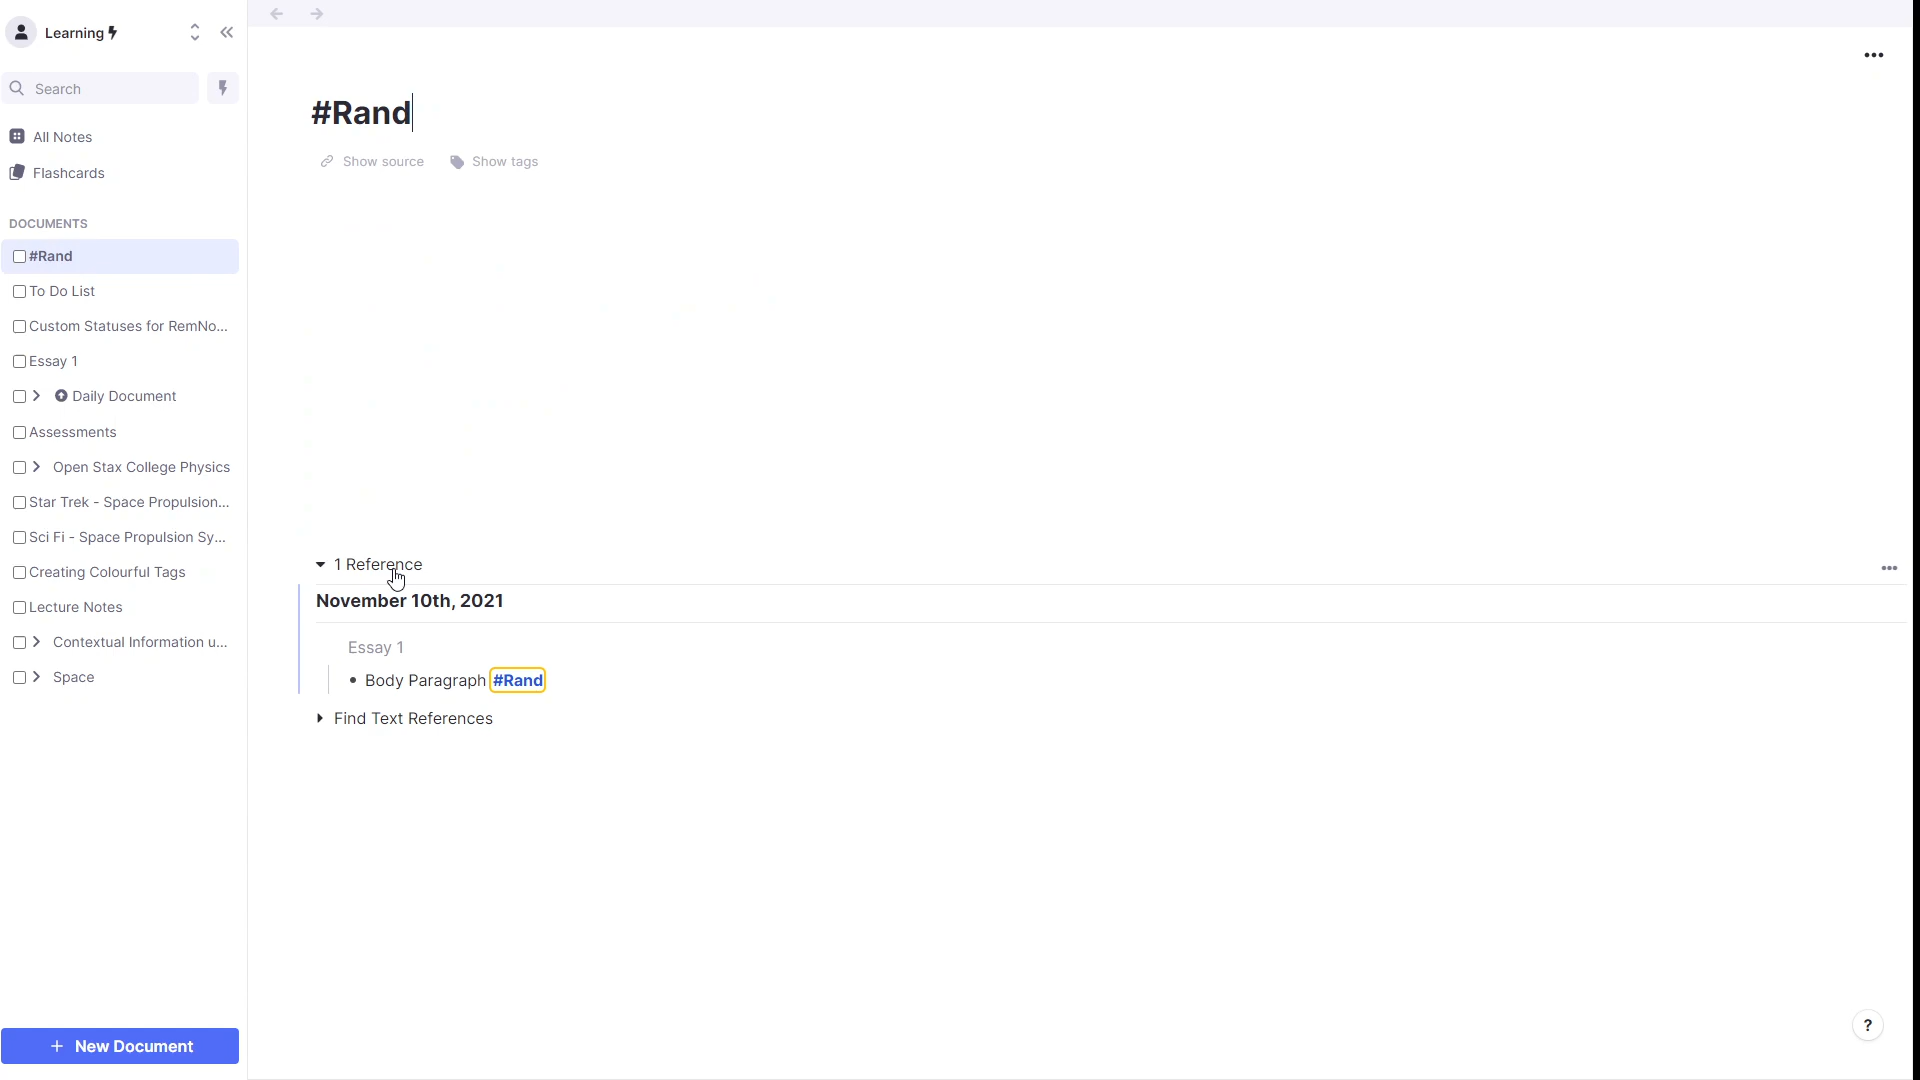 Learning
Search
All Notes
Flashcards
DOCUMENTS
#Rand
To Do List
Custom Statuses for RemNo...
Essay 1
Daily Document
Assessments
Open Stax College Physics
Star Trek - Space Propulsion...
Sci Fi - Space Propulsion Sy...
Creating Colourful Tags
Lecture Notes
Contextual Information u...
Space
+ New Document
#Rand
Show source Show tags
1 Reference
November 10th, 2021
Essay 1
• Body Paragraph #Rand
Find Text References
?